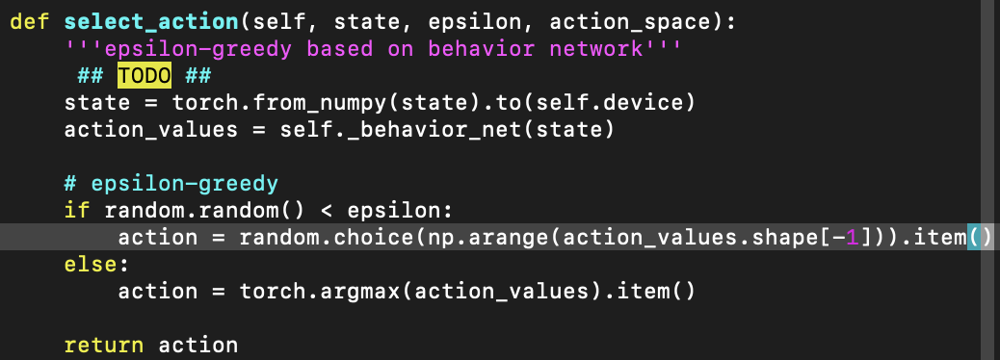 def select_action(self, state, epsilon, action_space):
    '''epsilon-greedy based on behavior network'''
     ## TODO ##
    state = torch.from_numpy(state).to(self.device)
    action_values = self._behavior_net(state)

    # epsilon-greedy
    if random.random() < epsilon:
        action = random.choice(np.arange(action_values.shape[-1])).item()
    else:
        action = torch.argmax(action_values).item()

    return action